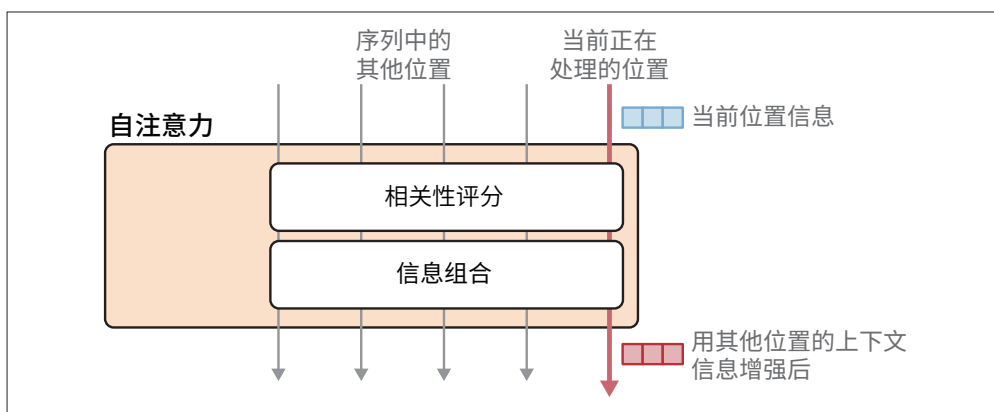 序列中的
其他位置
当前正在
处理的位置
当前位置信息
自注意力
相关性评分
信息组合
用其他位置的上下文
信息增强后